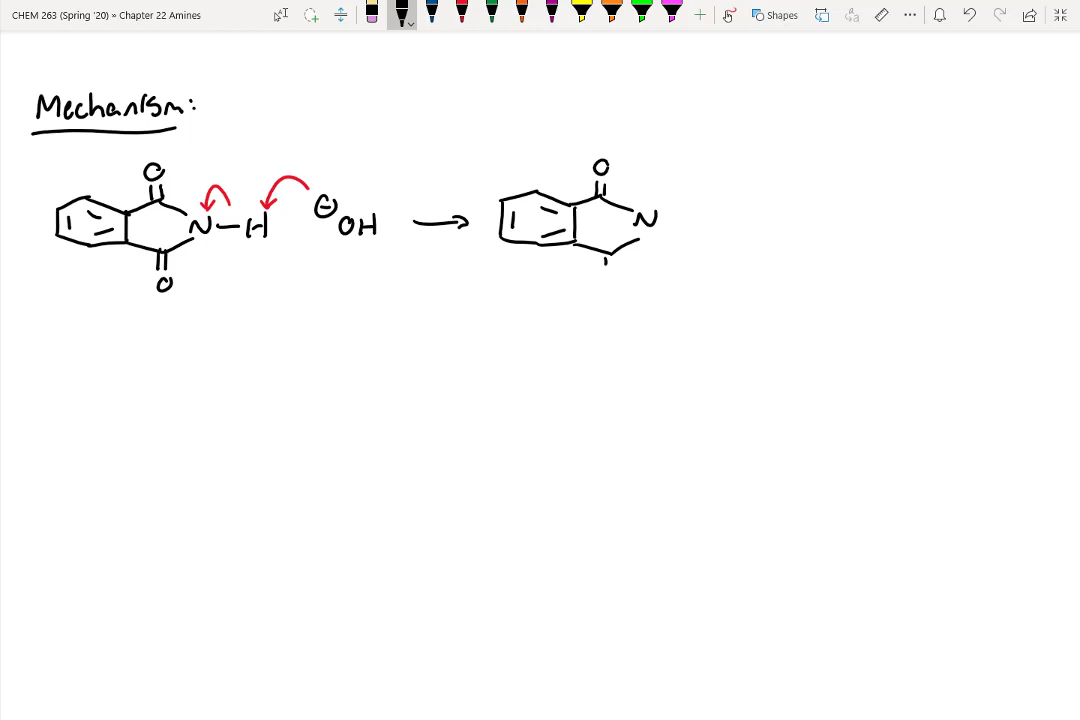 CHEM 263 (Spring '20) » Chapter 22 Amines
Shapes
Mechanism:
O
O
N–H
⊖
OH
N
O